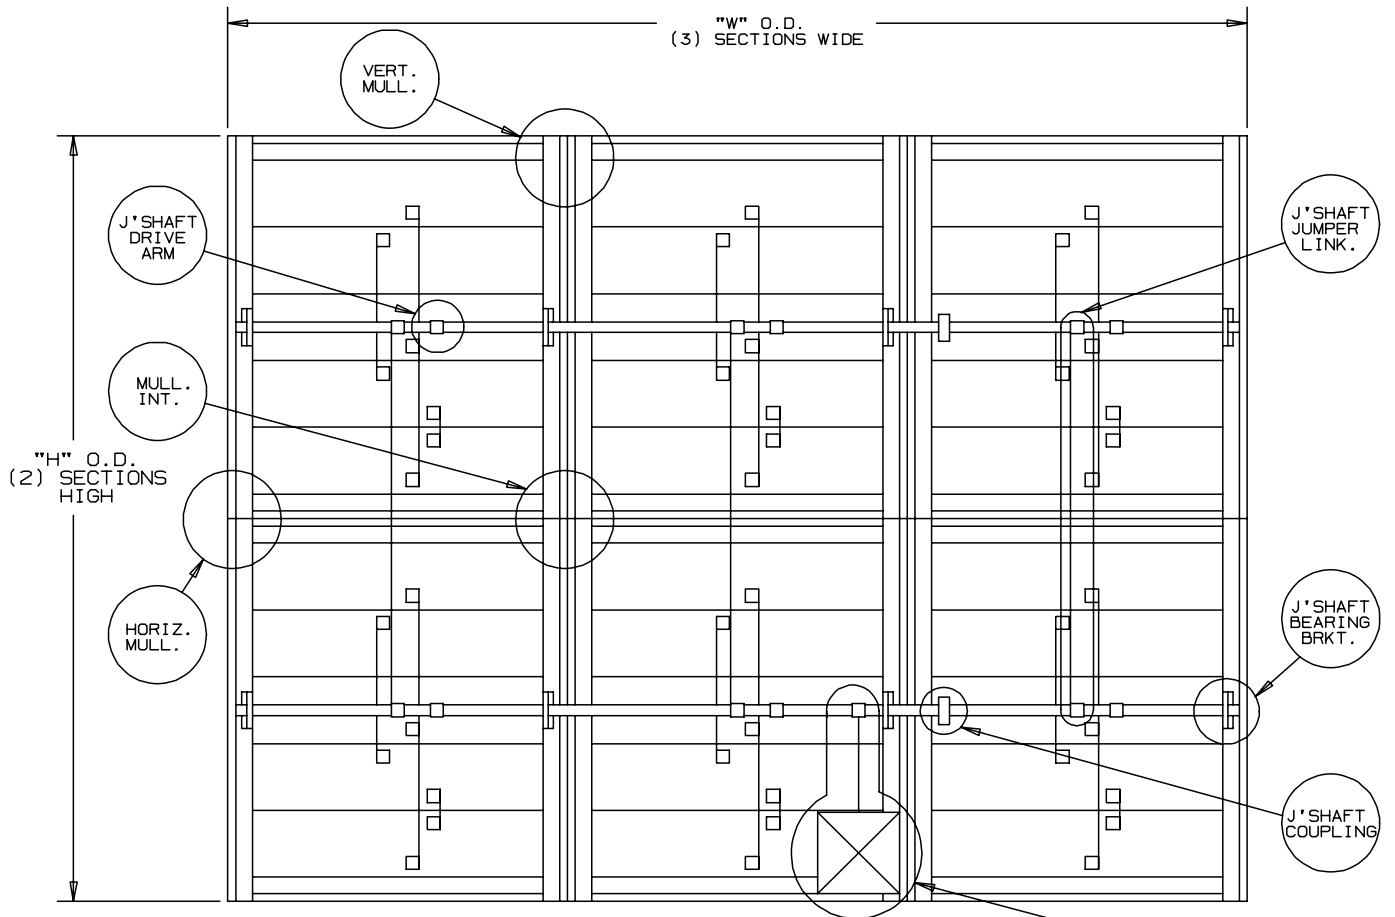 "W" O.D.
(3) SECTIONS WIDE
VERT.
MULL.
J'SHAFT
DRIVE
ARM
J'SHAFT
JUMPER
LINK.
MULL.
INT.
"H" O.D.
(2) SECTIONS
HIGH
HORIZ.
MULL.
J'SHAFT
BEARING
BRKT.
J'SHAFT
COUPLING